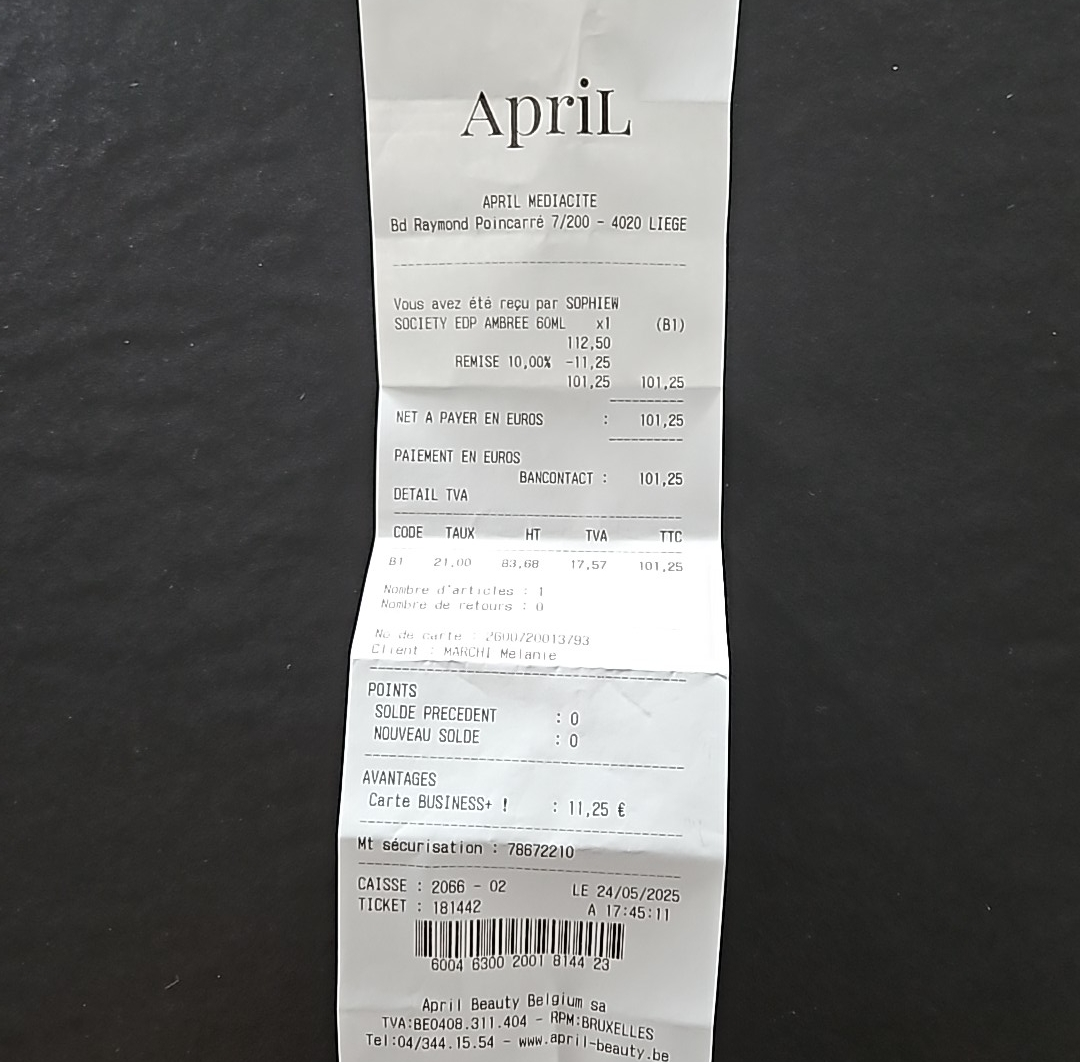 ApriL
APRIL MEDIACITE
Bd Raymond Poincarré 7/200 - 4020 LIEGE
Vous avez été reçu par SOPHIEW
SOCIETY EDP AMBREE 60ML x1 (B1)
112,50
REMISE 10,00% -11,25
101,25 101,25
NET A PAYER EN EUROS : 101,25
PAIEMENT EN EUROS
BANCONTACT : 101,25
DETAIL TVA
CODE TAUX HT TVA TTC
B1 21,00 83,68 17,57 101,25
Nombre d'articles : 1
Nombre de retours : 0
No de carte : 2600720013793
Client : MARCHI Melanie
POINTS
SOLDE PRECEDENT : 0
NOUVEAU SOLDE : 0
AVANTAGES
Carte BUSINESS+ ! : 11,25 €
Mt sécurisation : 78672210
CAISSE : 2066 - 02 LE 24/05/2025
TICKET : 181442 A 17:45:11
6004 6300 2001 8144 23
April Beauty Belgium sa
TVA:BE0408.311.404 - RPM:BRUXELLES
Tel:04/344.15.54 - www.april-beauty.be